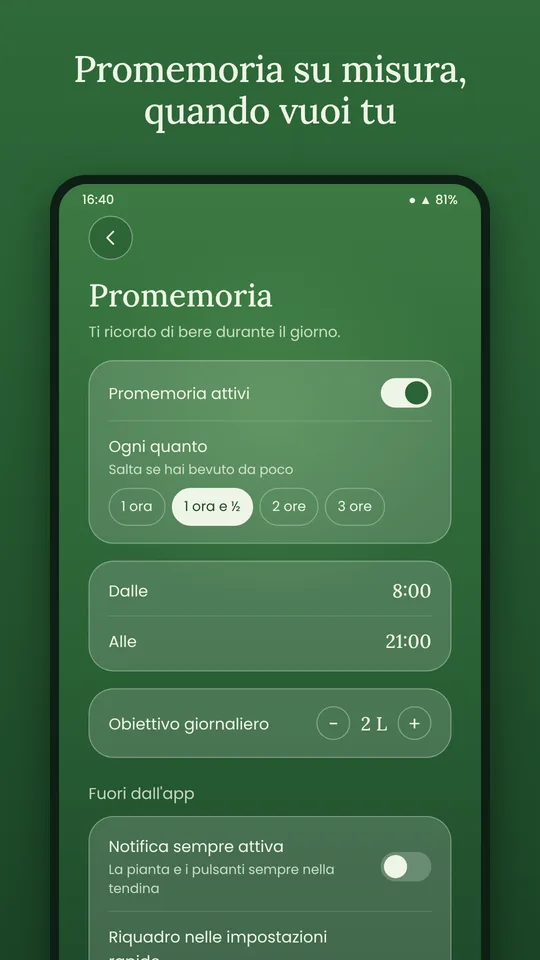 Promemoria su misura,
quando vuoi tu
16:40
81%
Promemoria
Ti ricordo di bere durante il giorno.
Promemoria attivi
Ogni quanto
Salta se hai bevuto da poco
1 ora
1 ora e ½
2 ore
3 ore
Dalle
8:00
Alle
21:00
Obiettivo giornaliero
− 2 L +
Fuori dall'app
Notifica sempre attiva
La pianta e i pulsanti sempre nella
tendina
Riquadro nelle impostazioni